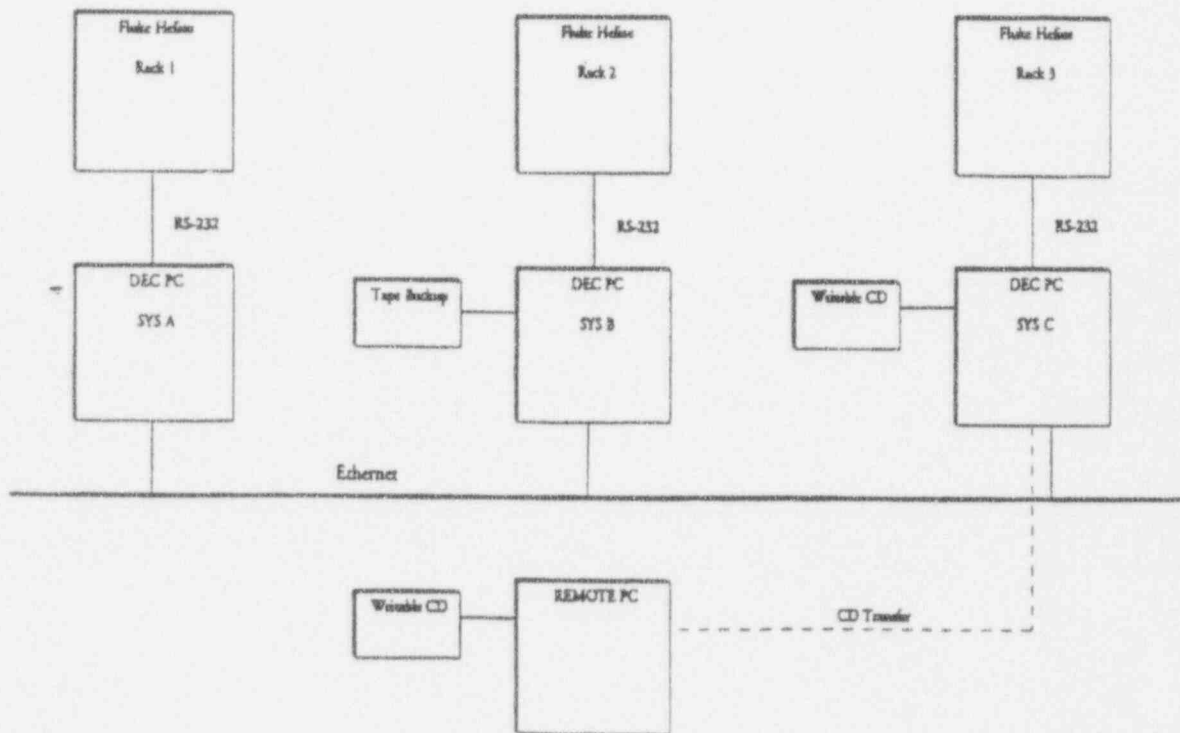 Fluke Helios
Rack 1
Fluke Helios
Rack 2
Fluke Helios
Rack 3
RS-232
RS-232
RS-232
DEC PC
SYS A
Tape Backup
DEC PC
SYS B
Writable CD
DEC PC
SYS C
4
Ethernet
Writable CD
REMOTE PC
CD Transfer